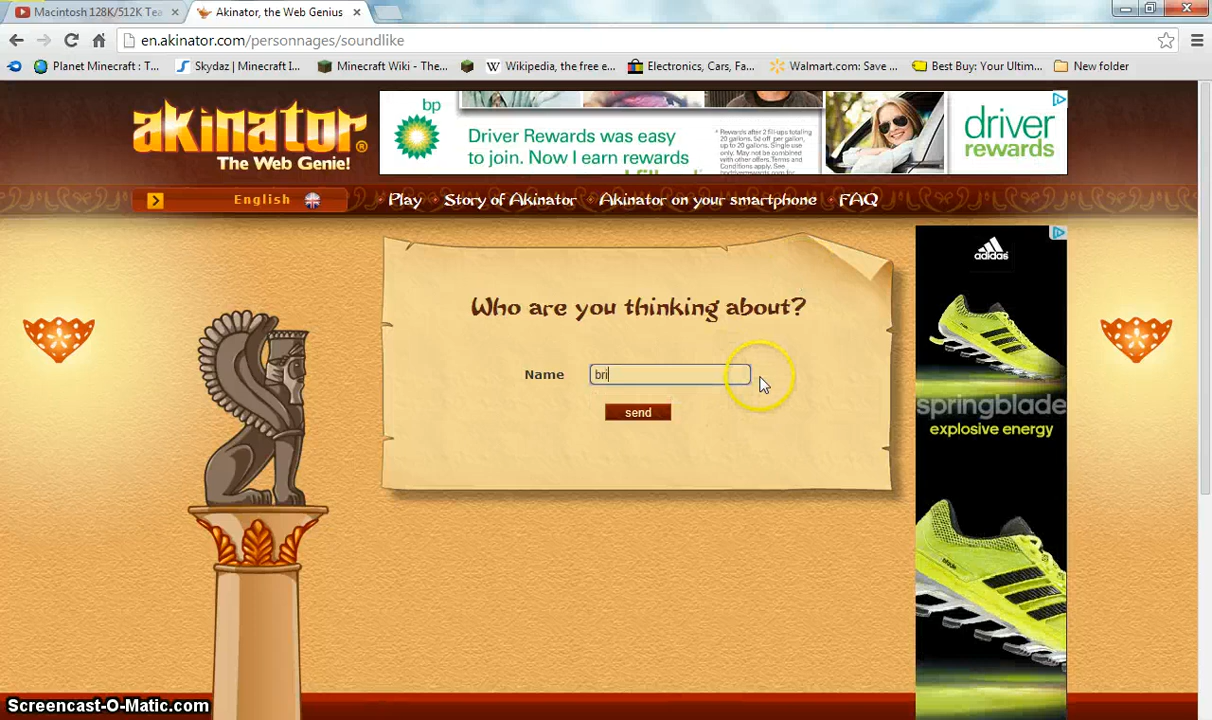 Macintosh 128K/512K Tea
Akinator, the Web Genius
en.akinator.com/personnages/soundlike
Planet Minecraft : T...
Skydaz | Minecraft I...
Minecraft Wiki - The...
W
Wikipedia, the free e...
Electronics, Cars, Fa...
Walmart.com: Save ...
Best Buy: Your Ultim...
New folder
akinator®
The Web Genie!
bp
Driver Rewards was easy
to join. Now I earn rewards
driver
rewards
English
Play
Story of Akinator
Akinator on your smartphone
FAQ
Who are you thinking about?
Name
bri
send
adidas
springblade
explosive energy
Screencast-O-Matic.com